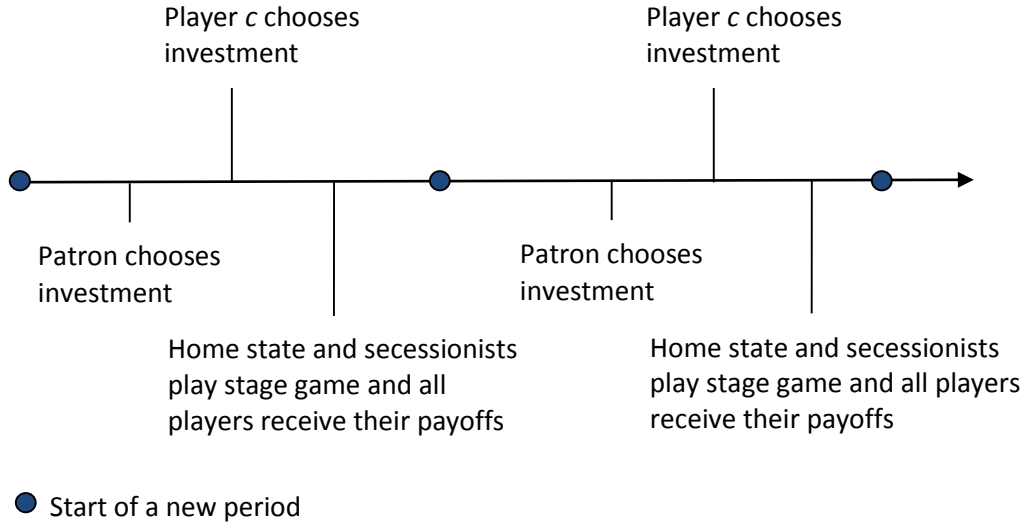 Player c chooses
investment
Player c chooses
investment
Patron chooses
investment
Patron chooses
investment
Home state and secessionists
play stage game and all
players receive their payoffs
Home state and secessionists
play stage game and all players
receive their payoffs
Start of a new period